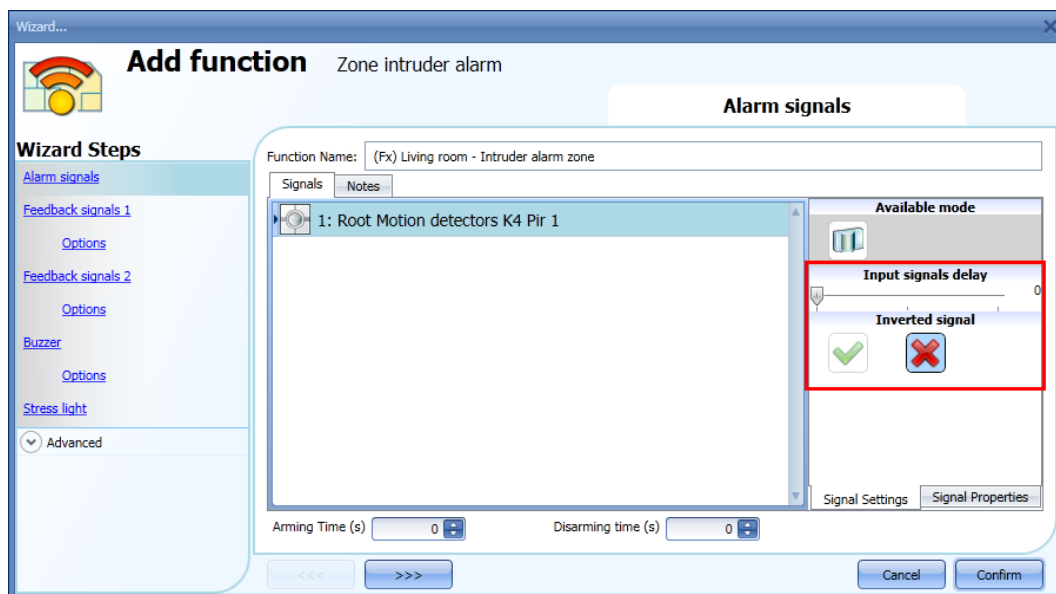 Wizard...
Add function Zone intruder alarm
Alarm signals
Wizard Steps
Alarm signals
Feedback signals 1
Options
Feedback signals 2
Options
Buzzer
Options
Stress light
Advanced
Function Name: (Fx) Living room - Intruder alarm zone
Signals Notes
1: Root Motion detectors K4 Pir 1
Available mode
Input signals delay
0
Inverted signal
Signal Settings Signal Properties
Arming Time (s) 0 Disarming time (s) 0
<<< >>> Cancel Confirm